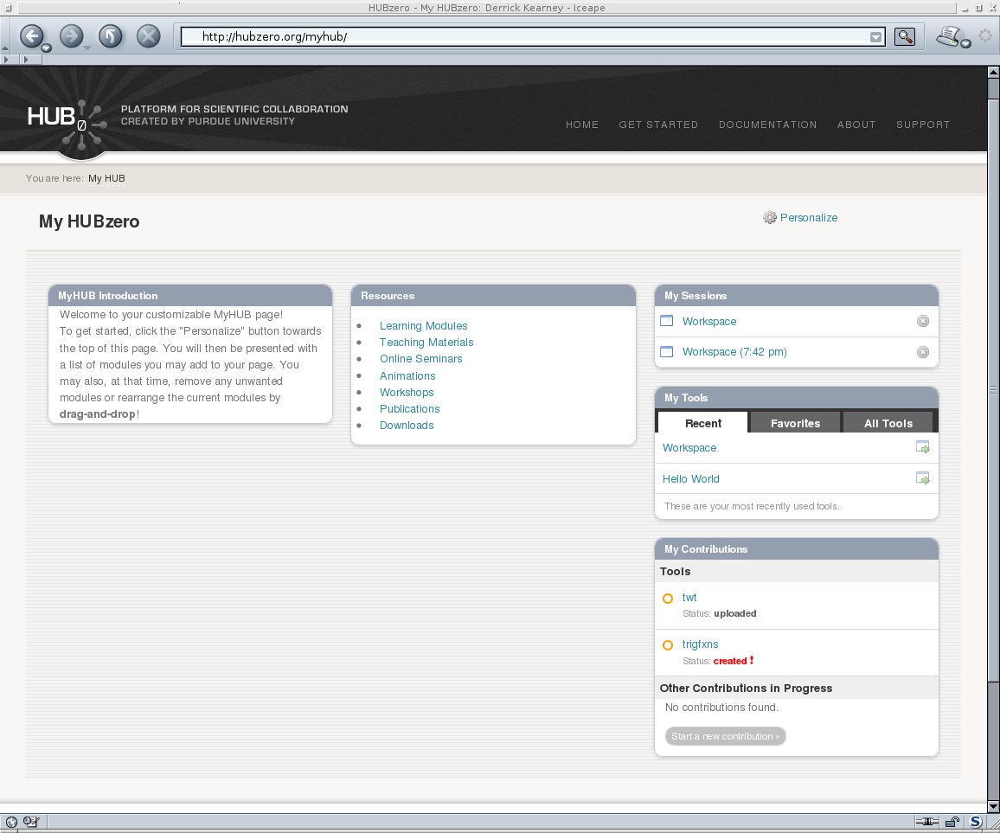 HUBzero - My HUBzero: Derrick Kearney - Iceape
http://hubzero.org/myhub/
HUB0
PLATFORM FOR SCIENTIFIC COLLABORATION
CREATED BY PURDUE UNIVERSITY
HOME GET STARTED DOCUMENTATION ABOUT SUPPORT
You are here: My HUB
My HUBzero
Personalize
MyHUB Introduction
Welcome to your customizable MyHUB page!
To get started, click the "Personalize" button towards
the top of this page. You will then be presented with
a list of modules you may add to your page. You
may also, at that time, remove any unwanted
modules or rearrange the current modules by
drag-and-drop!
Resources
Learning Modules
Teaching Materials
Online Seminars
Animations
Workshops
Publications
Downloads
My Sessions
Workspace
Workspace (7:42 pm)
My Tools
Recent Favorites All Tools
Workspace
Hello World
These are your most recently used tools.
My Contributions
Tools
twt
Status: uploaded
trigfxns
Status: created !
Other Contributions in Progress
No contributions found.
Start a new contribution »
S